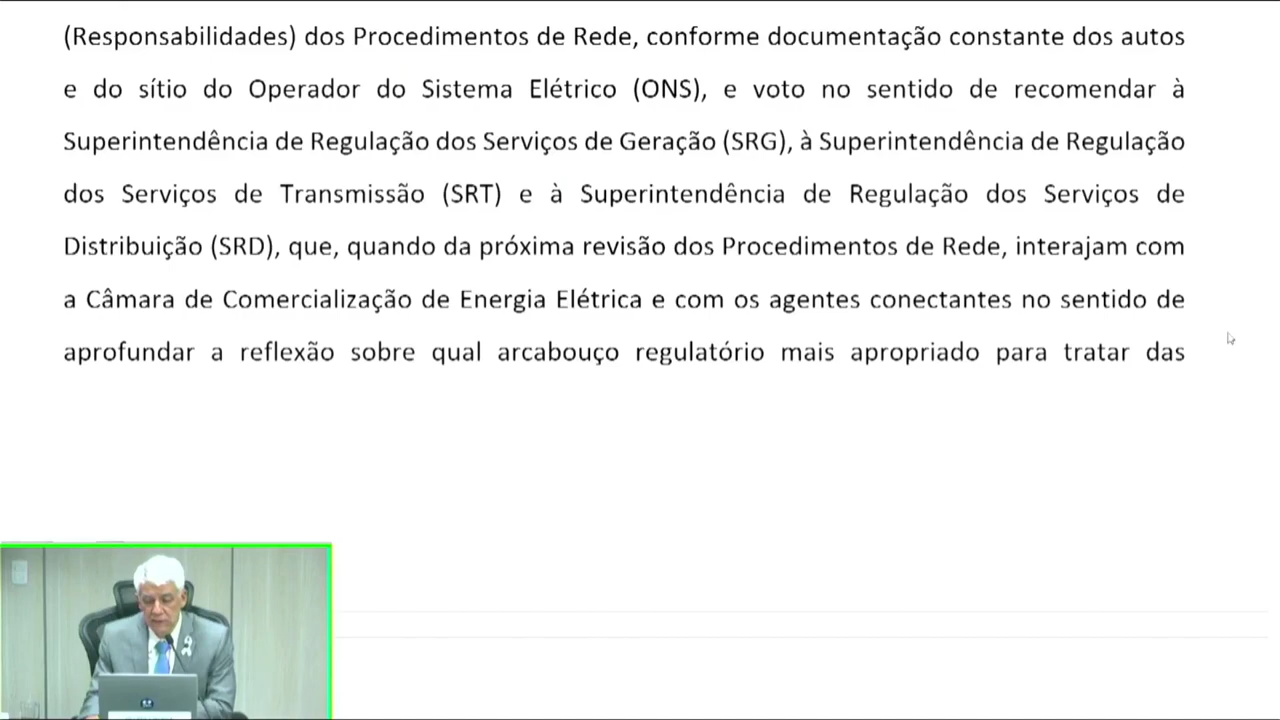 (Responsabilidades) dos Procedimentos de Rede, conforme documentação constante dos autos
e do sítio do Operador do Sistema Elétrico (ONS), e voto no sentido de recomendar à
Superintendência de Regulação dos Serviços de Geração (SRG), à Superintendência de Regulação
dos Serviços de Transmissão (SRT) e à Superintendência de Regulação dos Serviços de
Distribuição (SRD), que, quando da próxima revisão dos Procedimentos de Rede, interajam com
a Câmara de Comercialização de Energia Elétrica e com os agentes conectantes no sentido de
aprofundar a reflexão sobre qual arcabouço regulatório mais apropriado para tratar das